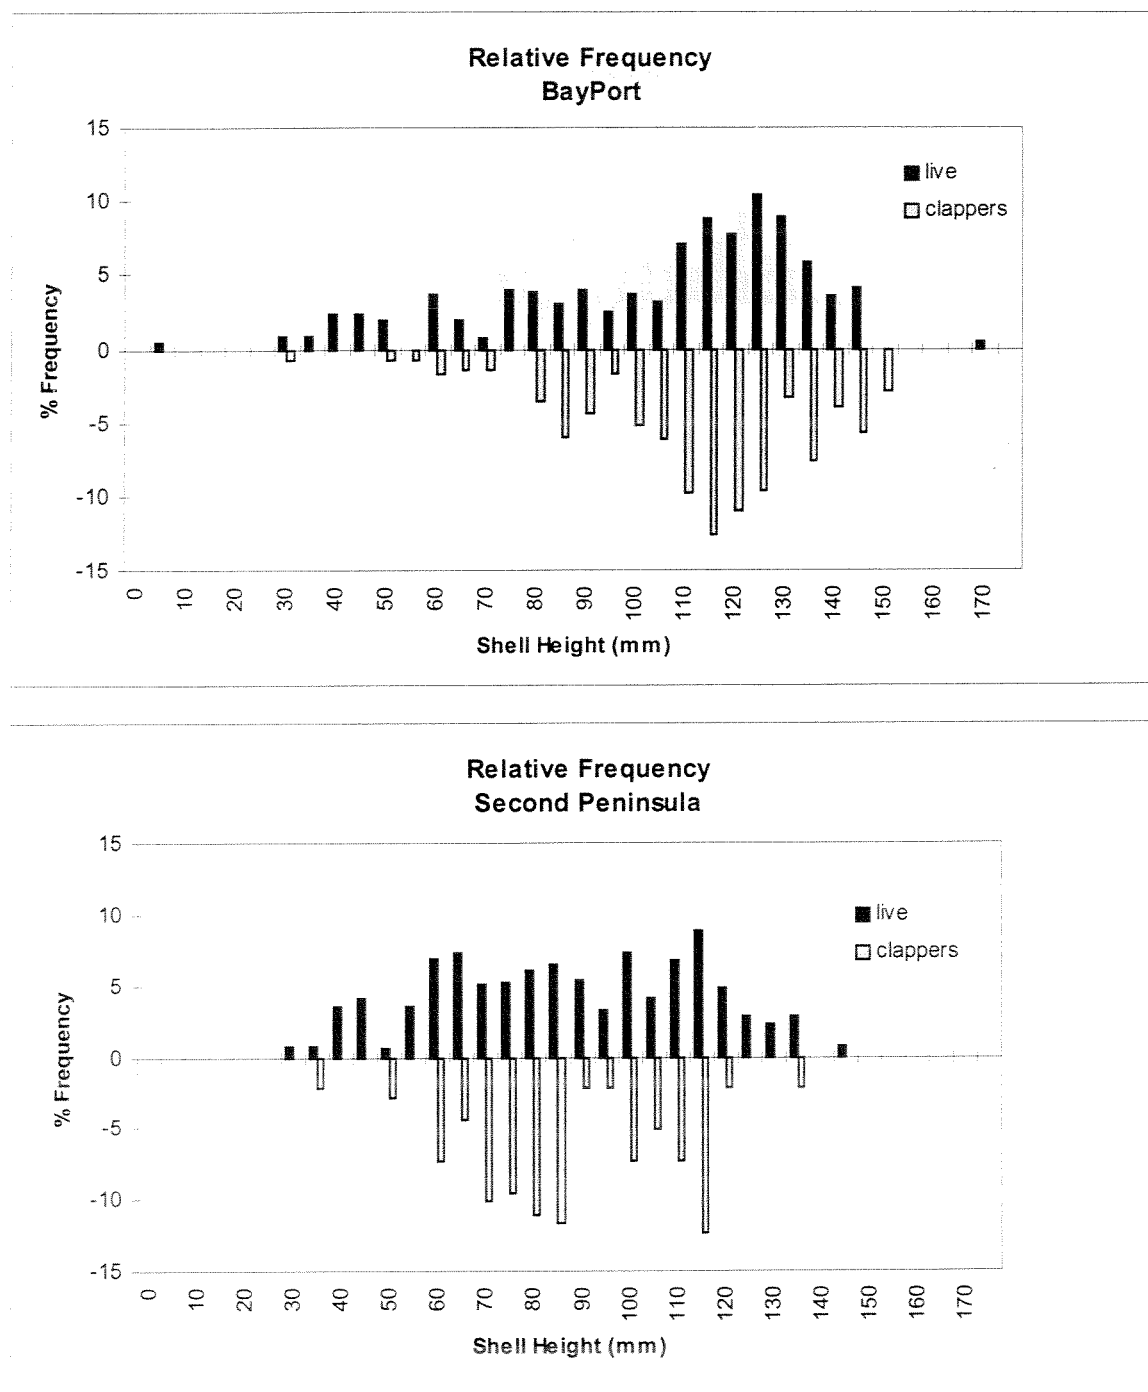 Relative Frequency
BayPort
15
10
5
0
-5
-10
-15
% Frequency
live
clappers
0 10 20 30 40 50 60 70 80 90 100 110 120 130 140 150 160 170
Shell Height (mm)
Relative Frequency
Second Peninsula
15
10
5
0
-5
-10
-15
% Frequency
live
clappers
0 10 20 30 40 50 60 70 80 90 100 110 120 130 140 150 160 170
Shell Height (mm)